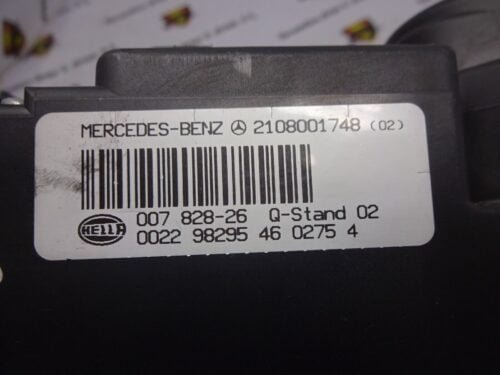 MERCEDES-BENZ 2108001748 (02)
007 828-26 Q-Stand 02
HELLA 0022 98295 46 0275 4